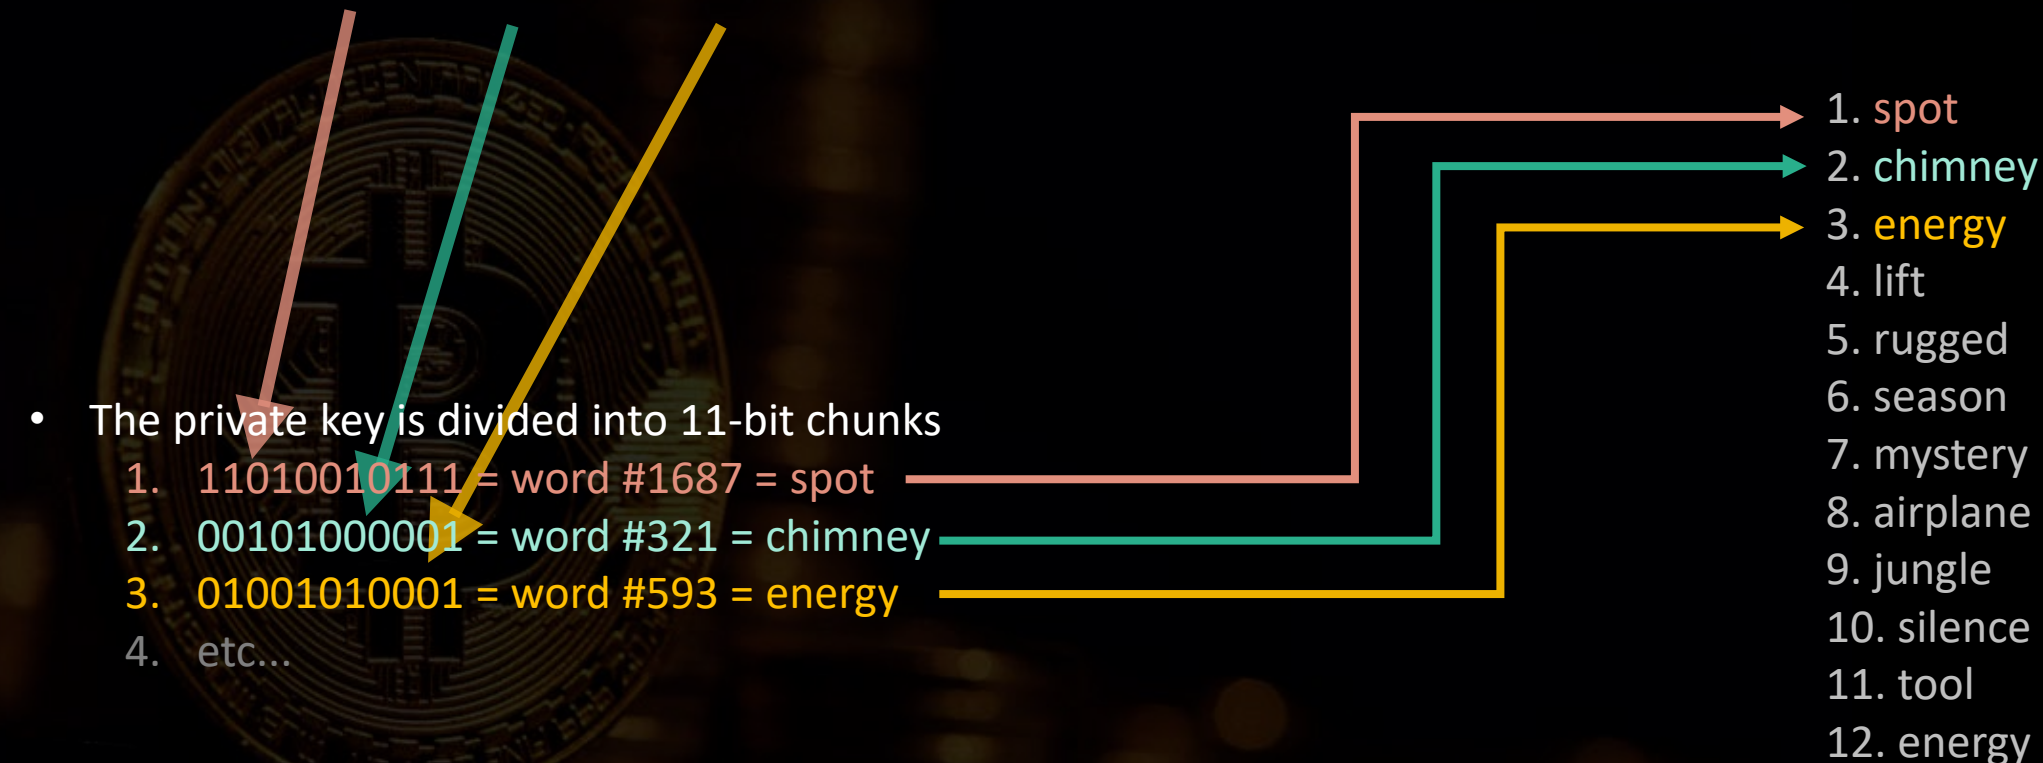 • The private key is divided into 11-bit chunks
1. 11010010111 = word #1687 = spot
2. 00101000001 = word #321 = chimney
3. 01001010001 = word #593 = energy
4. etc...
1. spot
2. chimney
3. energy
4. lift
5. rugged
6. season
7. mystery
8. airplane
9. jungle
10. silence
11. tool
12. energy